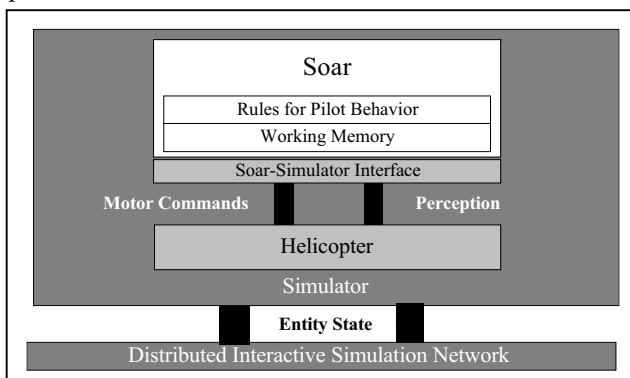 Soar
Rules for Pilot Behavior
Working Memory
Soar-Simulator Interface
Motor Commands Perception
Helicopter
Simulator
Entity State
Distributed Interactive Simulation Network